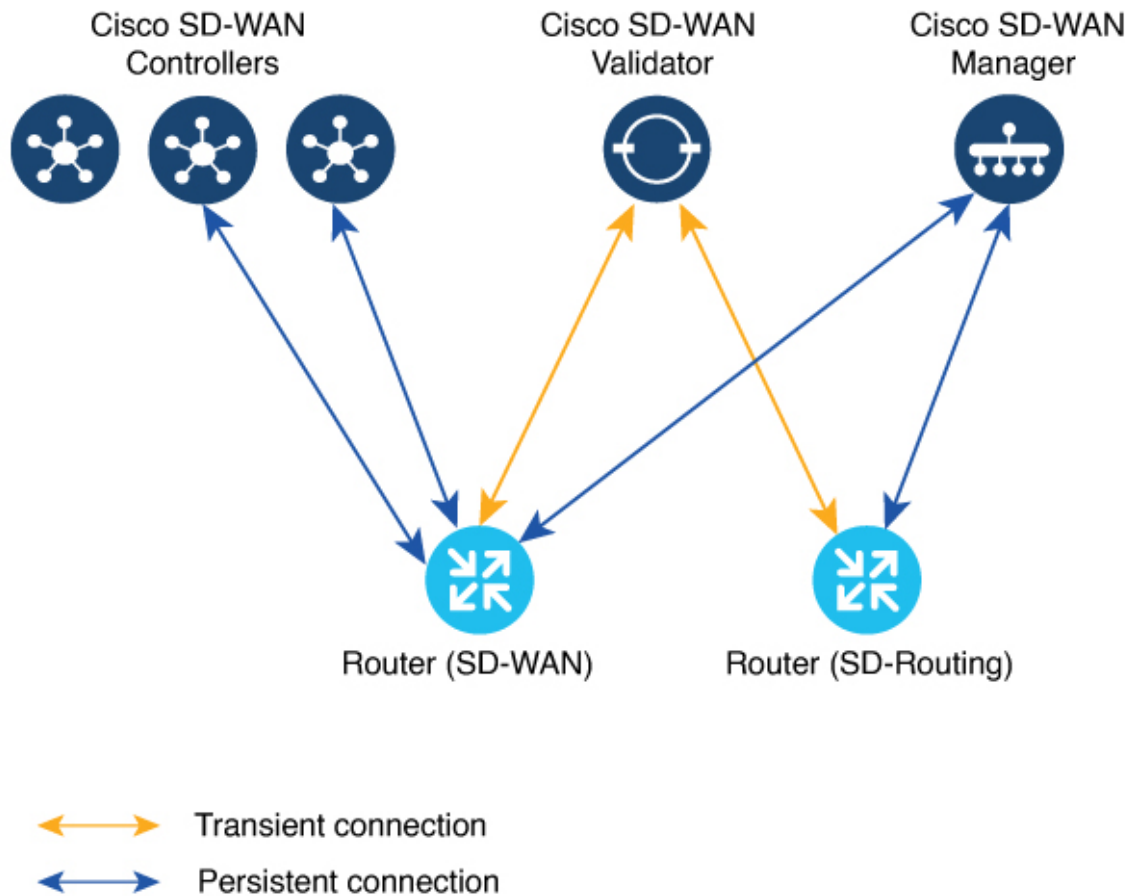 Cisco SD-WAN
Controllers
Cisco SD-WAN
Validator
Cisco SD-WAN
Manager
Router (SD-WAN)
Router (SD-Routing)
Transient connection
Persistent connection